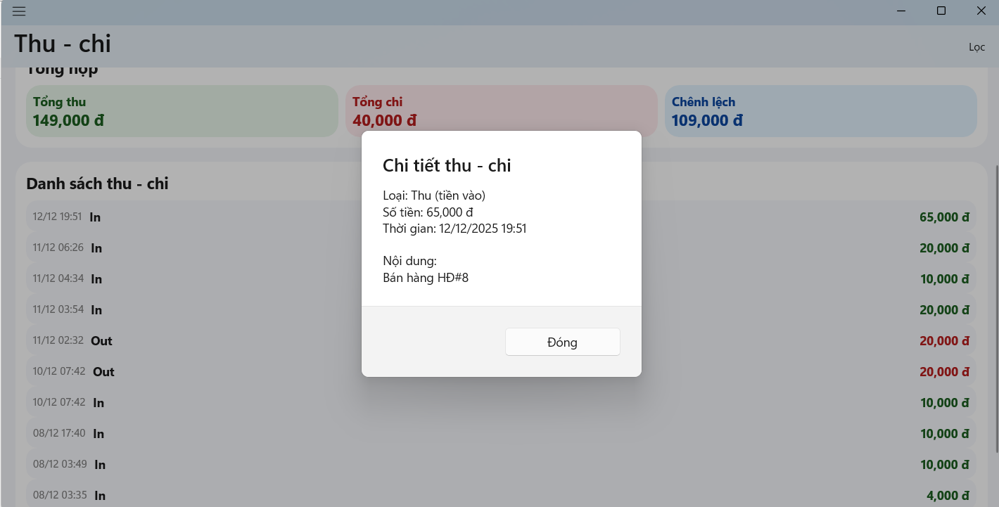 Thu - chi
Lọc
Tổng hợp
Tổng thu
149,000 đ
Tổng chi
40,000 đ
Chênh lệch
109,000 đ
Danh sách thu - chi
12/12 19:51 In 65,000 đ
11/12 06:26 In 20,000 đ
11/12 04:34 In 10,000 đ
11/12 03:54 In 20,000 đ
11/12 02:32 Out 20,000 đ
10/12 07:42 Out 20,000 đ
10/12 07:42 In 10,000 đ
08/12 17:40 In 10,000 đ
08/12 03:49 In 10,000 đ
08/12 03:35 In 4,000 đ
Chi tiết thu - chi
Loại: Thu (tiền vào)
Số tiền: 65,000 đ
Thời gian: 12/12/2025 19:51
Nội dung:
Bán hàng HĐ#8
Đóng